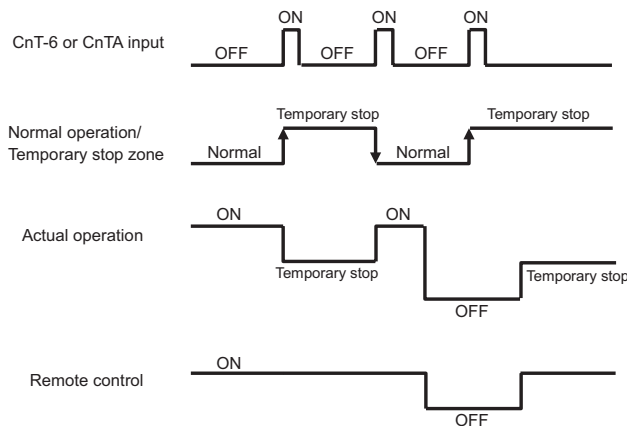 ON ON ON
CnT-6 or CnTA input
OFF OFF OFF
Temporary stop Temporary stop
Normal operation/
Temporary stop zone
Normal Normal
ON ON
Actual operation
Temporary stop Temporary stop
OFF
ON
Remote control
OFF